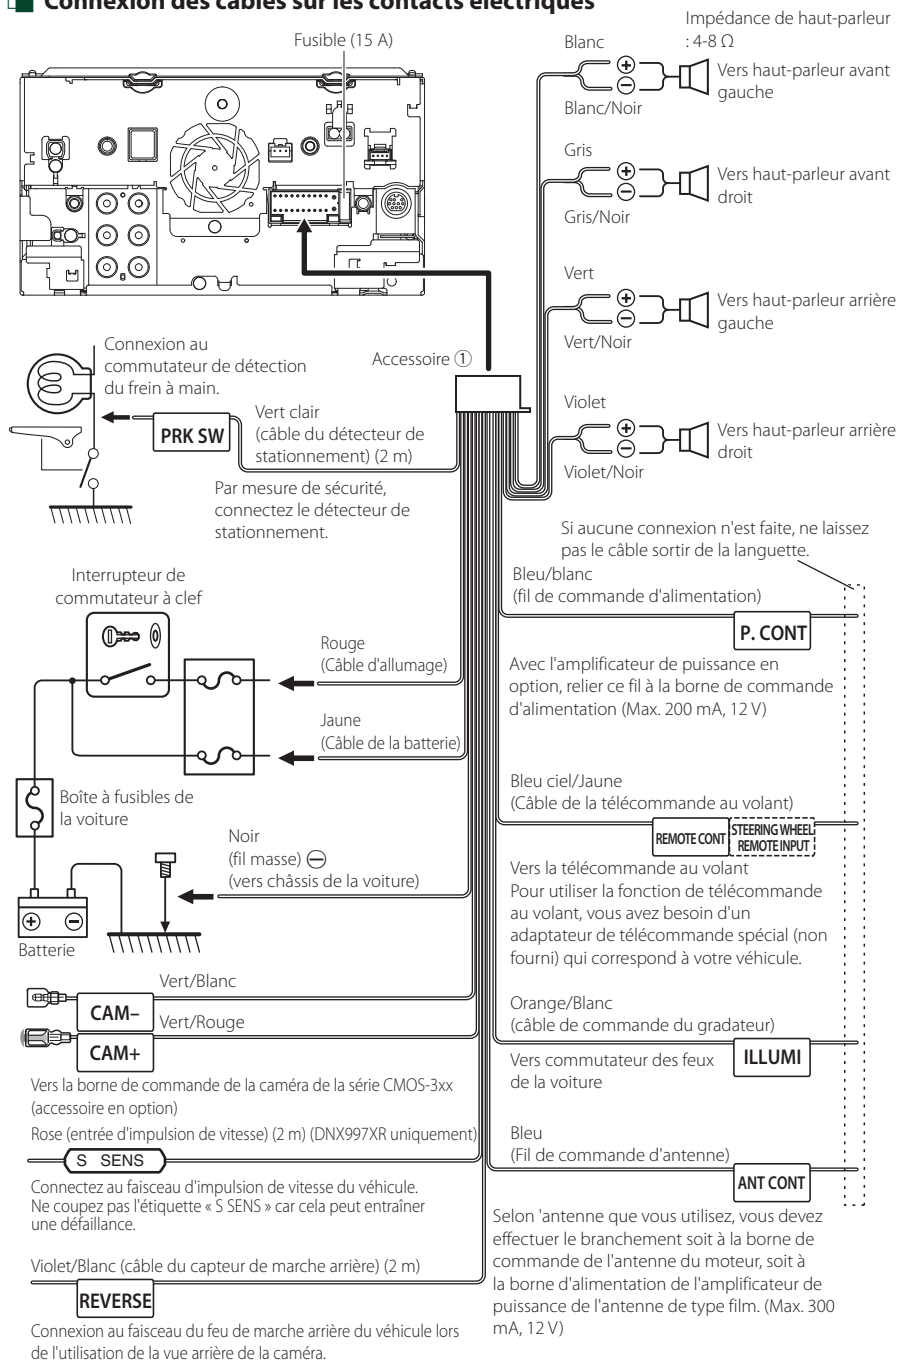 Connexion des câbles sur les contacts électriques
Fusible (15 A)
Impédance de haut-parleur
: 4-8 Ω
Blanc
Vers haut-parleur avant
gauche
Blanc/Noir
Gris
Vers haut-parleur avant
droit
Gris/Noir
Vert
Vers haut-parleur arrière
gauche
Vert/Noir
Violet
Vers haut-parleur arrière
droit
Violet/Noir
Accessoire ①
Connexion au
commutateur de détection
du frein à main.
PRK SW
Vert clair
(câble du détecteur de
stationnement) (2 m)
Par mesure de sécurité,
connectez le détecteur de
stationnement.
Si aucune connexion n'est faite, ne laissez
pas le câble sortir de la languette.
Bleu/blanc
(fil de commande d'alimentation)
P. CONT
Avec l'amplificateur de puissance en
option, relier ce fil à la borne de commande
d'alimentation (Max. 200 mA, 12 V)
Interrupteur de
commutateur à clef
Rouge
(Câble d'allumage)
Jaune
(Câble de la batterie)
Boîte à fusibles de
la voiture
Noir
(fil masse) ⊖
(vers châssis de la voiture)
Batterie
Bleu ciel/Jaune
(Câble de la télécommande au volant)
REMOTE CONT
STEERING WHEEL
REMOTE INPUT
Vers la télécommande au volant
Pour utiliser la fonction de télécommande
au volant, vous avez besoin d'un
adaptateur de télécommande spécial (non
fourni) qui correspond à votre véhicule.
Vert/Blanc
CAM–
Vert/Rouge
CAM+
Vers la borne de commande de la caméra de la série CMOS-3xx
(accessoire en option)
Orange/Blanc
(câble de commande du gradateur)
ILLUMI
Vers commutateur des feux
de la voiture
Rose (entrée d'impulsion de vitesse) (2 m) (DNX997XR uniquement)
S SENS
Connectez au faisceau d'impulsion de vitesse du véhicule.
Ne coupez pas l'étiquette « S SENS » car cela peut entraîner
une défaillance.
Bleu
(Fil de commande d'antenne)
ANT CONT
Selon 'antenne que vous utilisez, vous devez
effectuer le branchement soit à la borne de
commande de l'antenne du moteur, soit à
la borne d'alimentation de l'amplificateur de
puissance de l'antenne de type film. (Max. 300
mA, 12 V)
Violet/Blanc (câble du capteur de marche arrière) (2 m)
REVERSE
Connexion au faisceau du feu de marche arrière du véhicule lors
de l'utilisation de la vue arrière de la caméra.